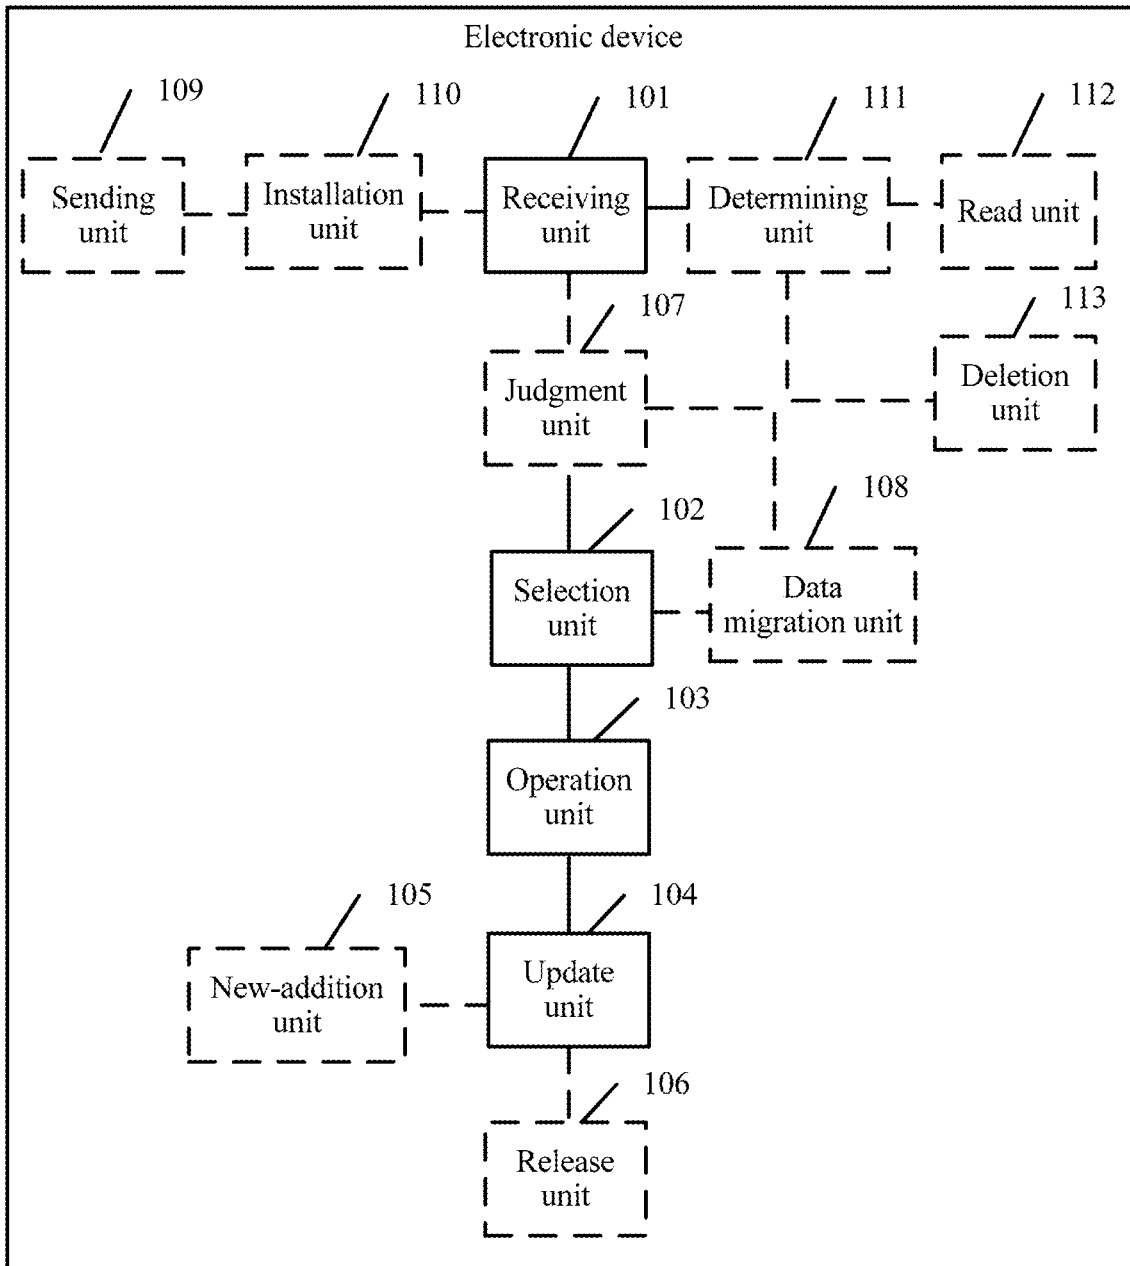 Electronic device
109
110
101
111
112
Sending
unit
Installation
unit
Receiving
unit
Determining
unit
Read unit
107
113
Judgment
unit
Deletion
unit
102
108
Selection
unit
Data
migration unit
103
Operation
unit
105
104
New-addition
unit
Update
unit
106
Release
unit